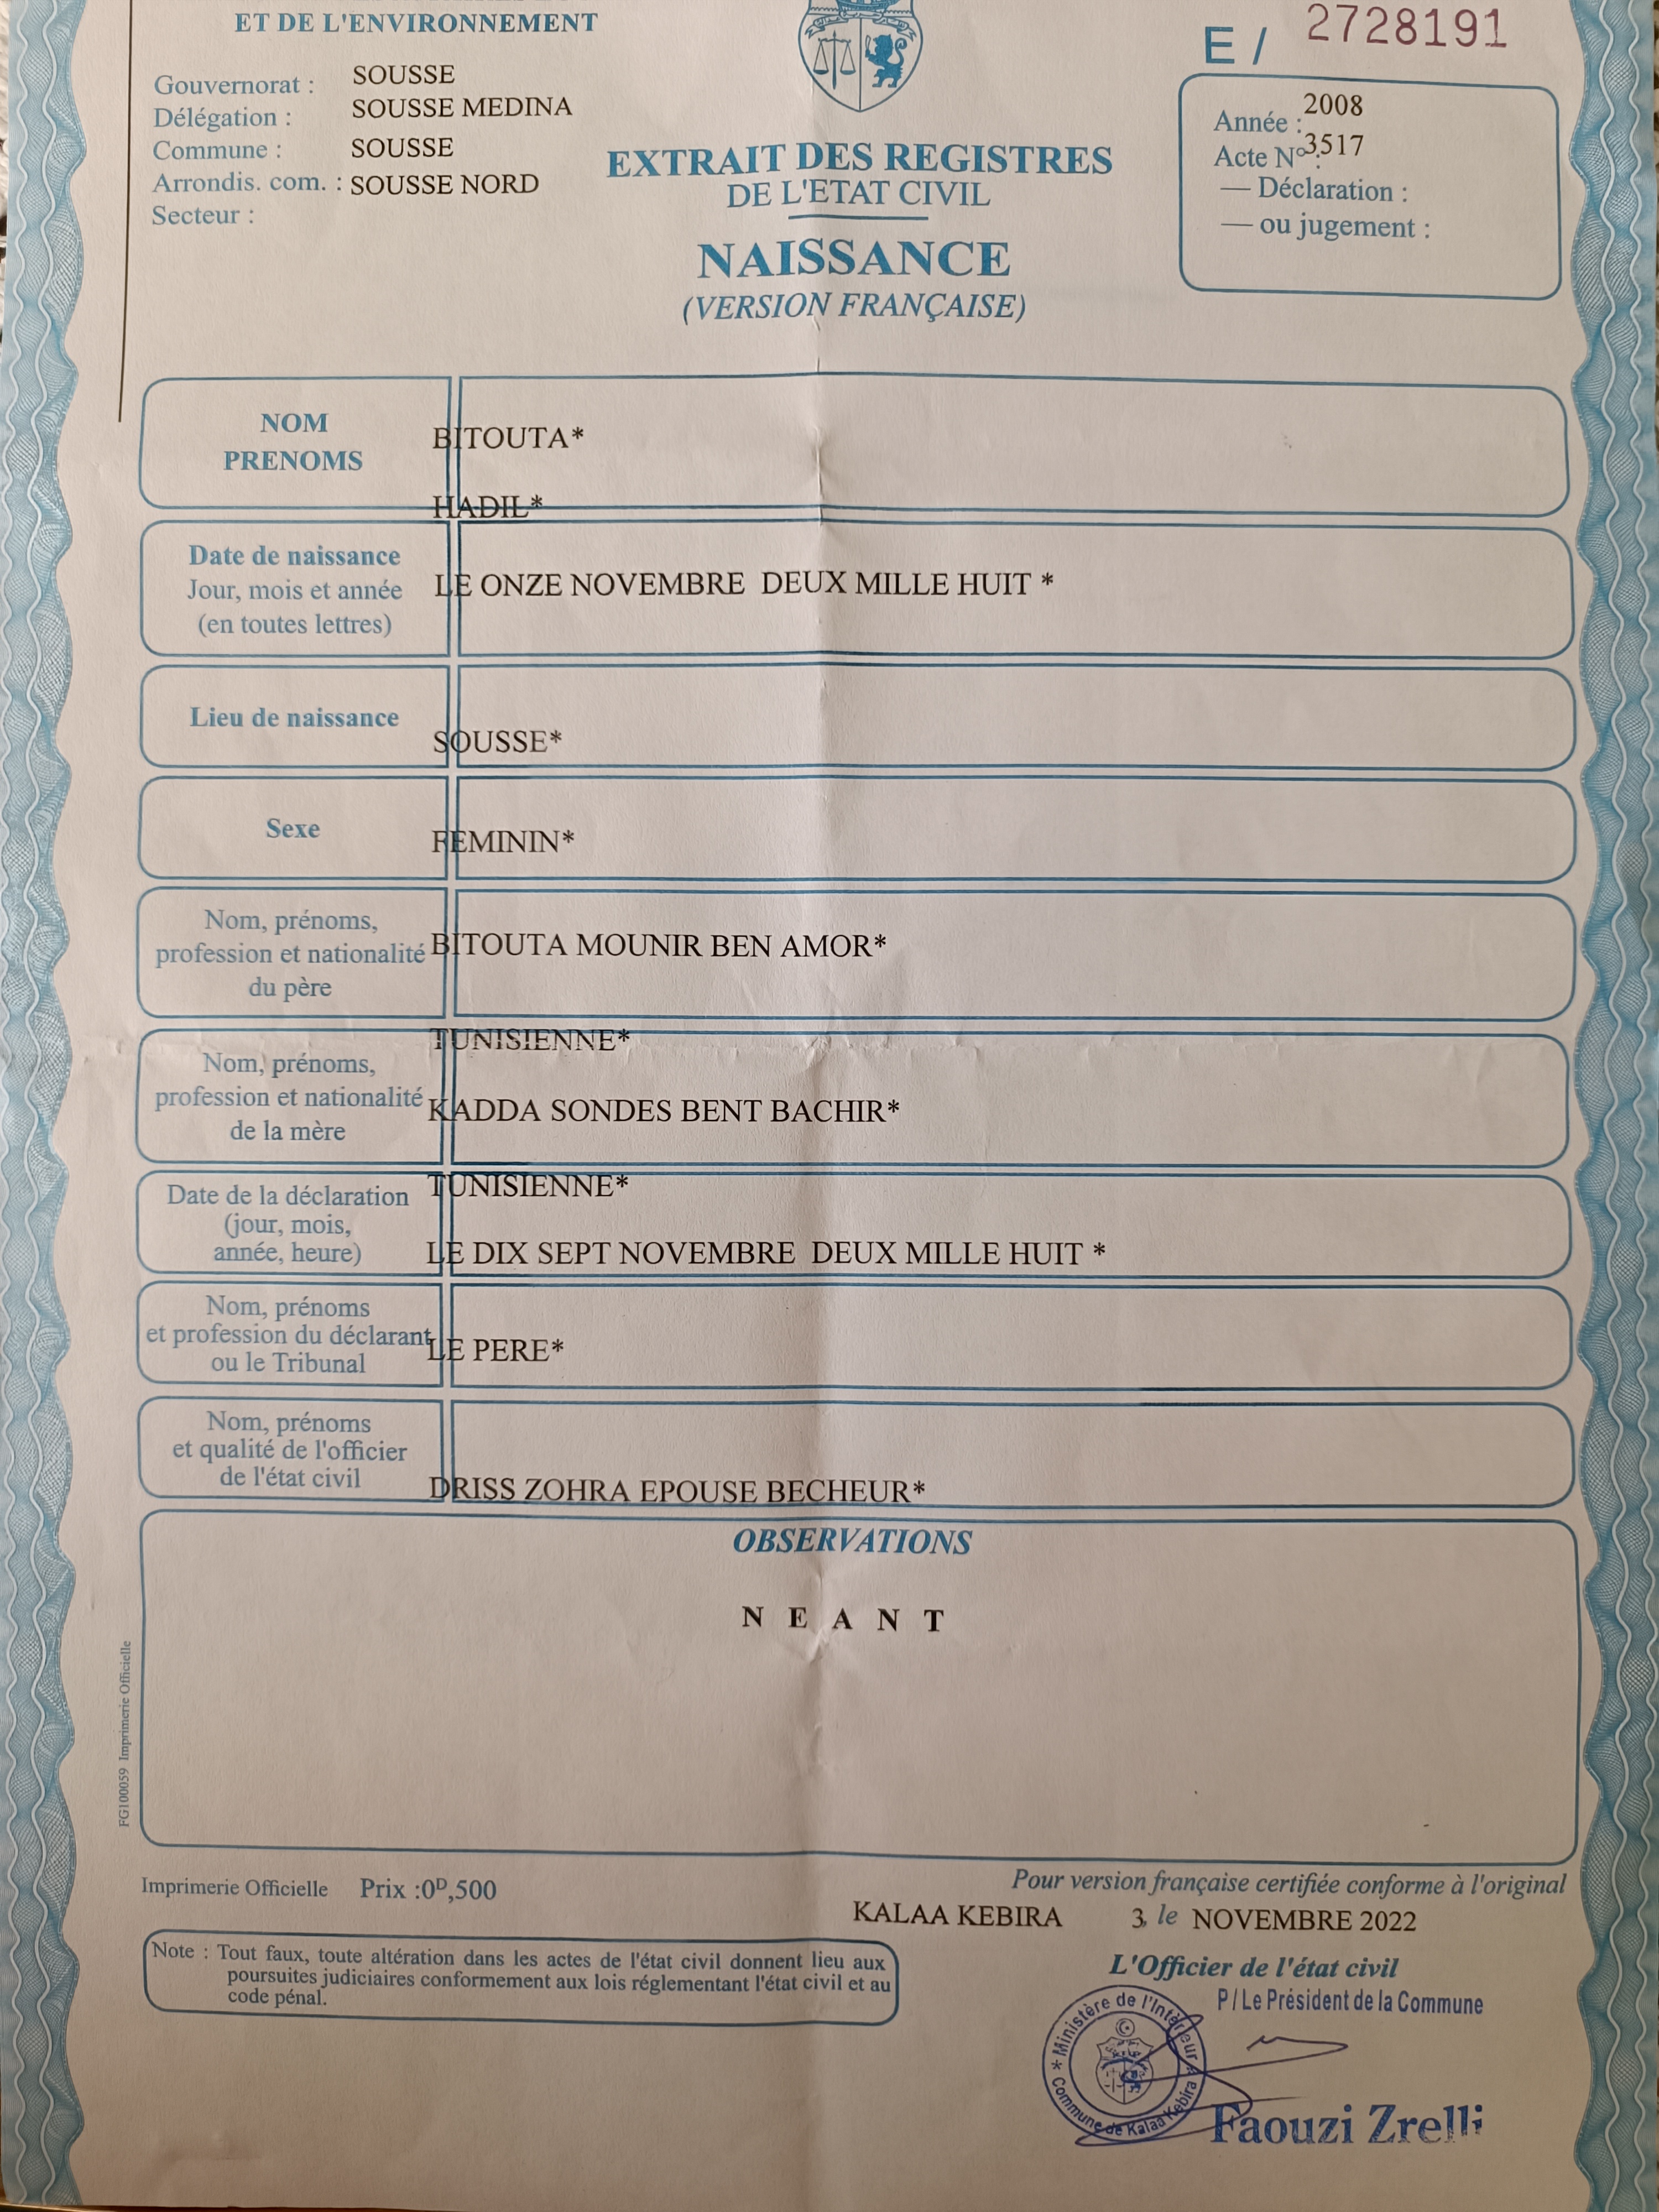 ET DE L'ENVIRONNEMENT
Gouvernorat : SOUSSE
Délégation : SOUSSE MEDINA
Commune : SOUSSE
Arrondis. com. : SOUSSE NORD
Secteur :
E / 2728191
Année : 2008
Acte N° : 3517
— Déclaration :
— ou jugement :
EXTRAIT DES REGISTRES
DE L'ETAT CIVIL
NAISSANCE
(VERSION FRANÇAISE)
NOM
PRENOMS
BITOUTA*
HADIL*
Date de naissance
Jour, mois et année
(en toutes lettres)
LE ONZE NOVEMBRE DEUX MILLE HUIT *
Lieu de naissance
SOUSSE*
Sexe
FEMININ*
Nom, prénoms,
profession et nationalité
du père
BITOUTA MOUNIR BEN AMOR*
TUNISIENNE*
Nom, prénoms,
profession et nationalité
de la mère
KADDA SONDES BENT BACHIR*
TUNISIENNE*
Date de la déclaration
(jour, mois,
année, heure)
LE DIX SEPT NOVEMBRE DEUX MILLE HUIT *
Nom, prénoms
et profession du déclarant
ou le Tribunal
LE PERE*
Nom, prénoms
et qualité de l'officier
de l'état civil
DRISS ZOHRA EPOUSE BECHEUR*
OBSERVATIONS
N E A N T
FG100059 Imprimerie Officielle
Imprimerie Officielle Prix :0ᴰ,500
Pour version française certifiée conforme à l'original
KALAA KEBIRA 3, le NOVEMBRE 2022
Note : Tout faux, toute altération dans les actes de l'état civil donnent lieu aux
poursuites judiciaires conformement aux lois réglementant l'état civil et au
code pénal.
L'Officier de l'état civil
P / Le Président de la Commune
* Ministère de l'Intérieur * Commune de Kalaa Kebira
Faouzi Zrelli